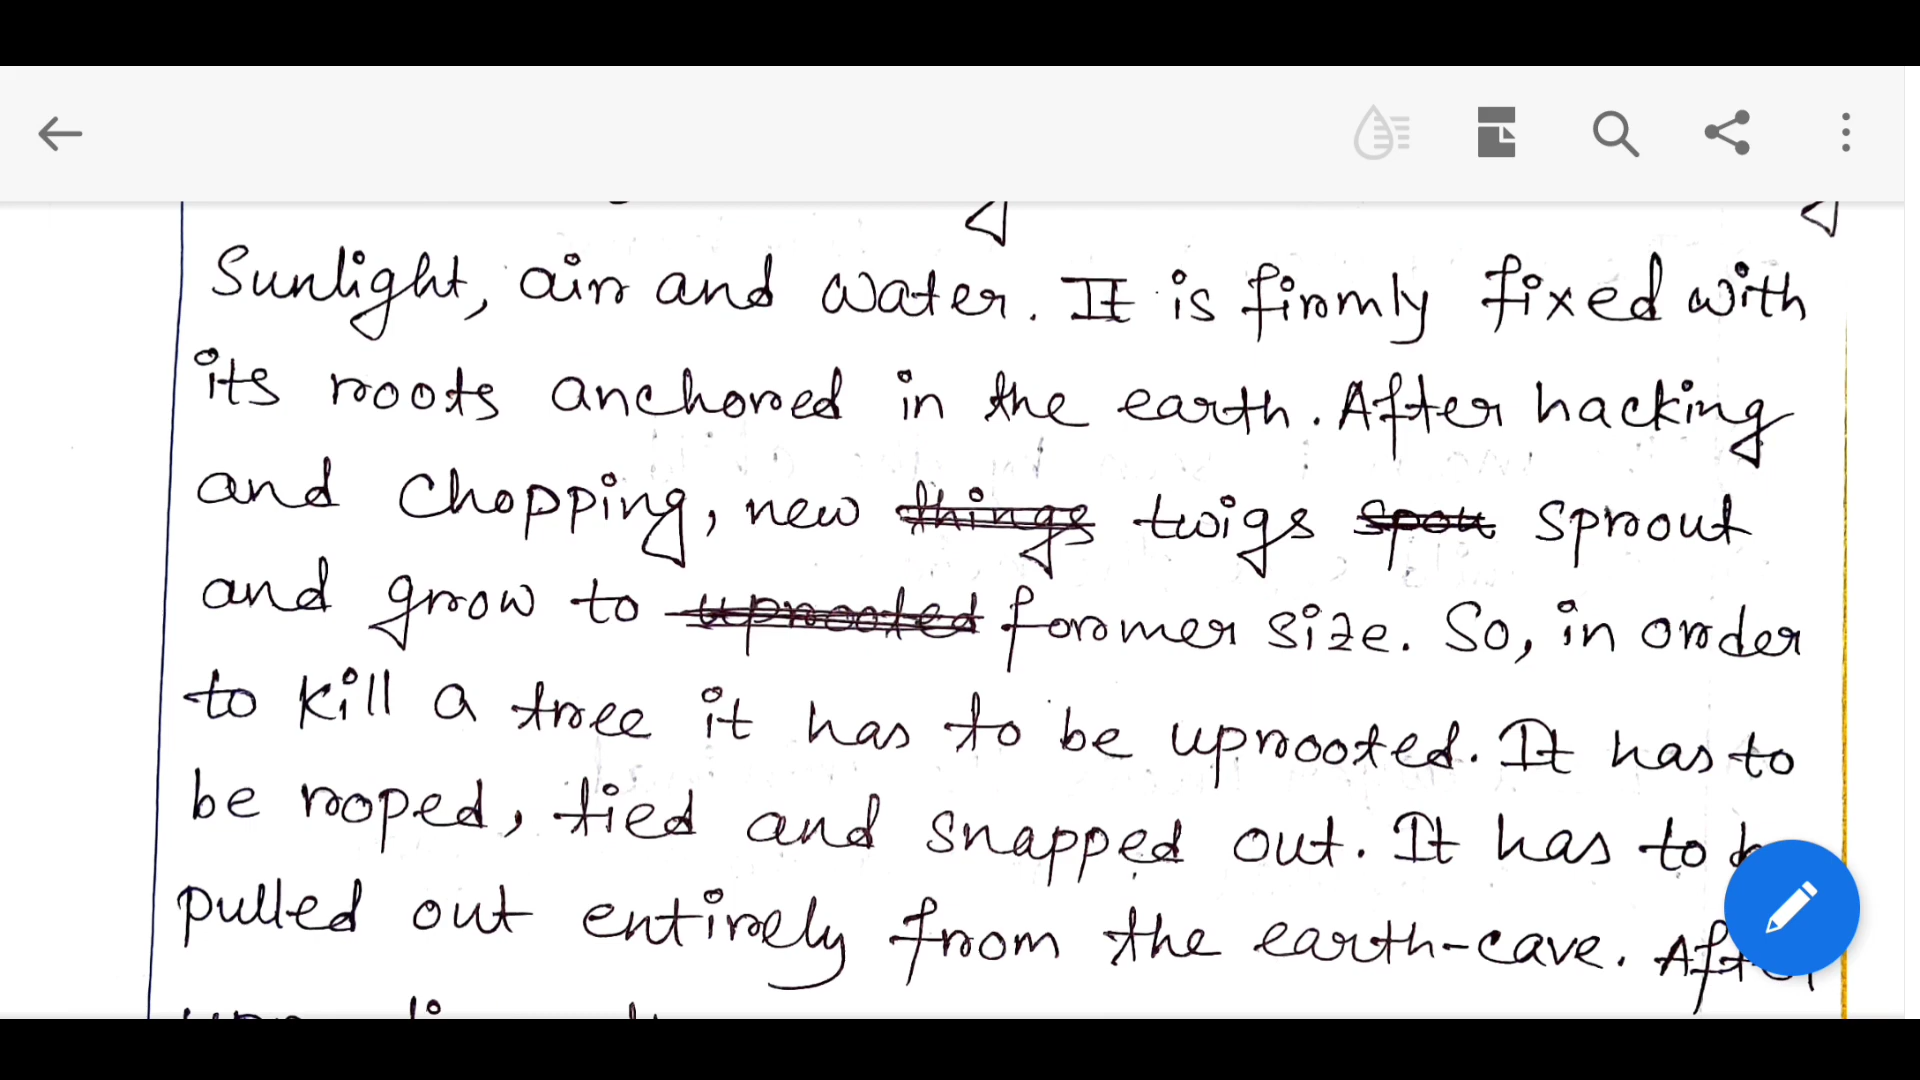 Sunlight, air and water. It is firmly fixed with
its roots anchored in the earth. After hacking
and chopping, new things twigs spou sprout
and grow to uprooted former size. So, in order
to kill a tree it has to be uprooted. It has to
be roped, tied and snapped out. It has to
pulled out entirely from the earth-cave. After